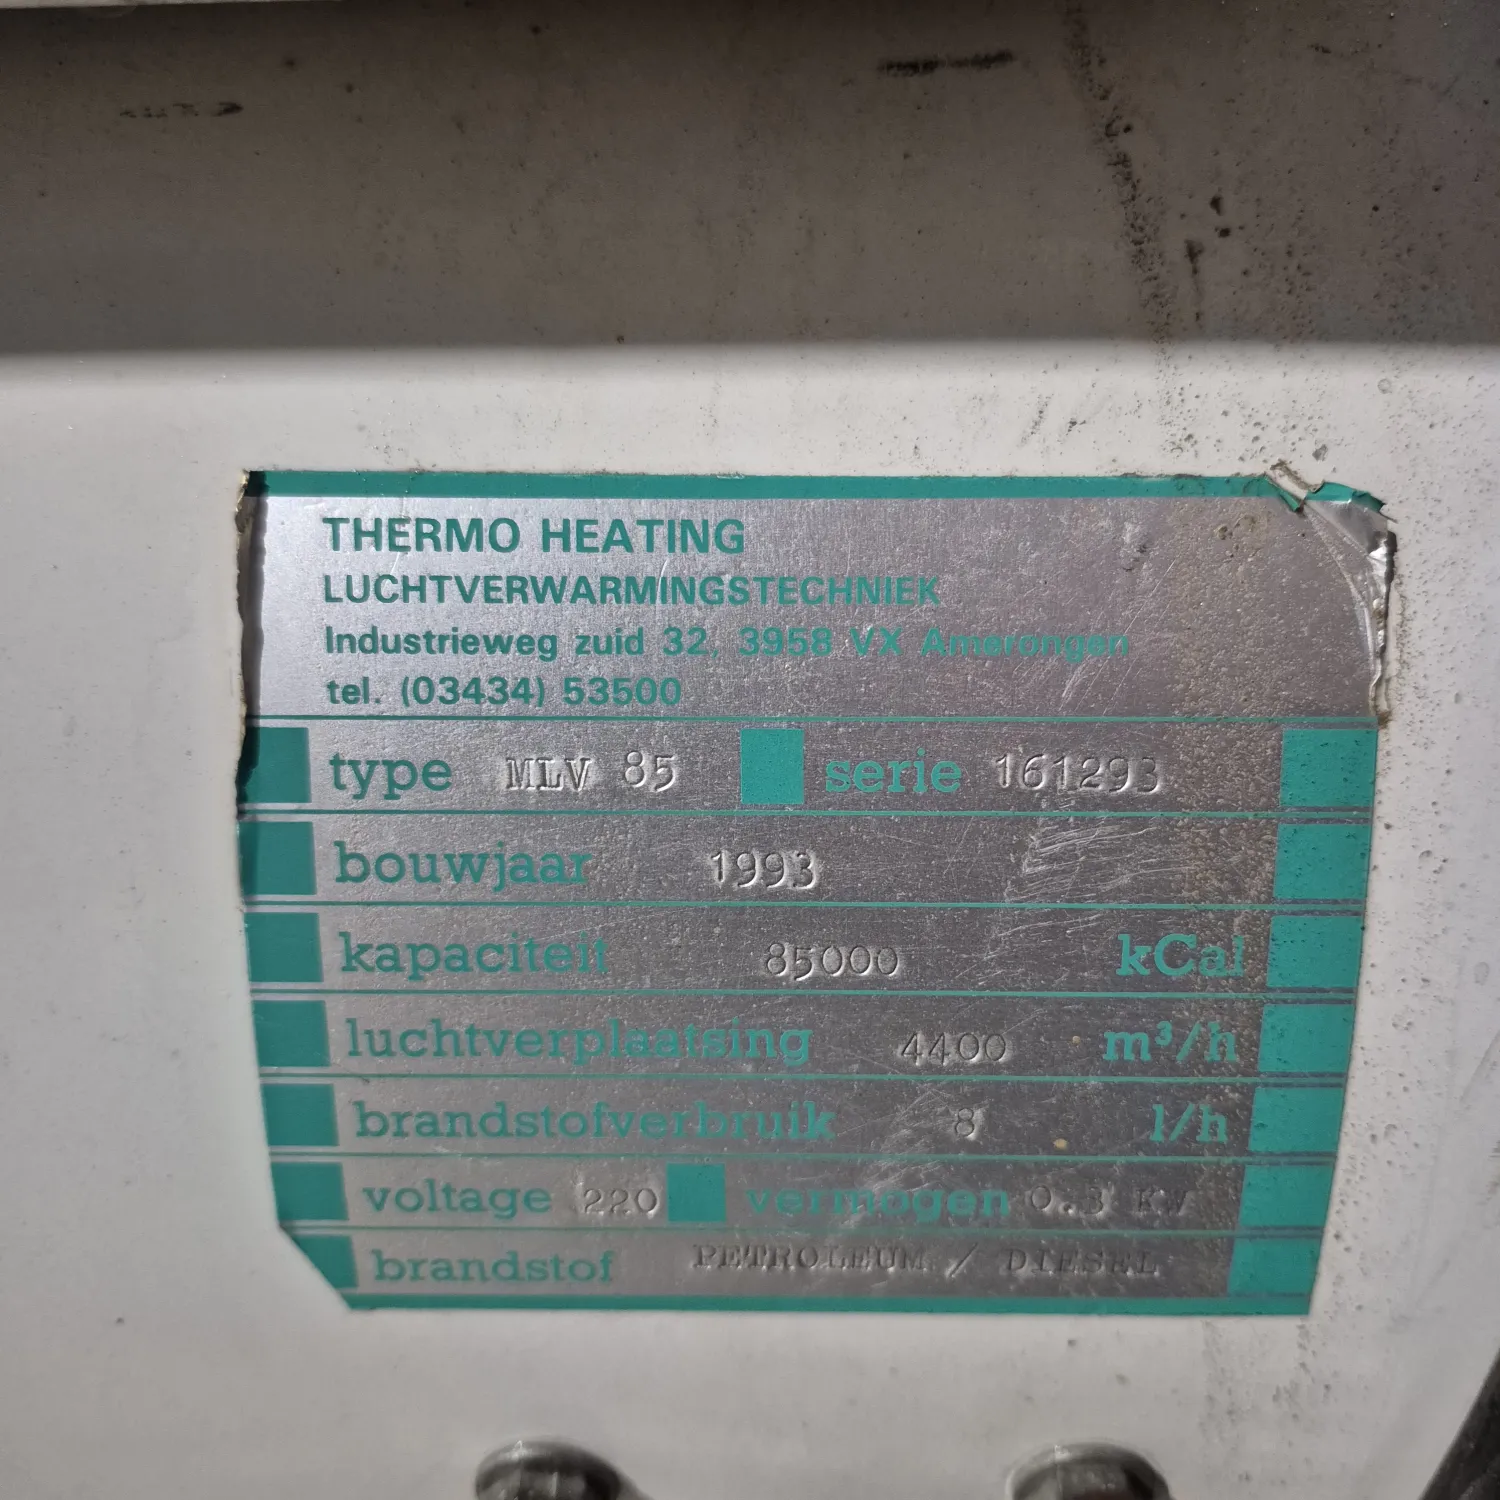 THERMO HEATING
LUCHTVERWARMINGSTECHNIEK
Industrieweg zuid 32, 3958 VX Amerongen
tel. (03434) 53500
type MLV 85 serie 161293
bouwjaar 1993
kapaciteit 85000 kCal
luchtverplaatsing 4400 m³/h
brandstofverbruik 8 l/h
voltage 220 vermogen 0.3 KW
brandstof PETROLEUM / DIESEL